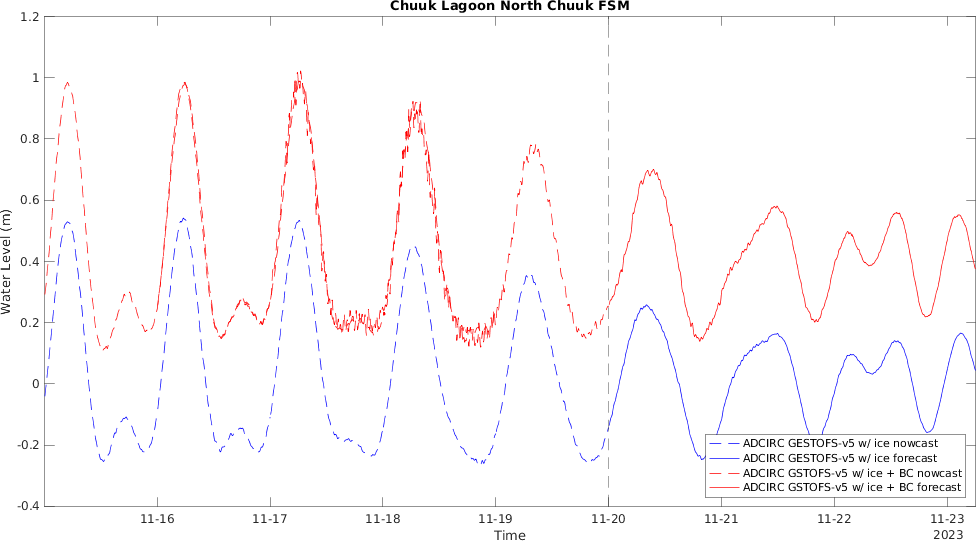 Chuuk Lagoon North Chuuk FSM
1.2
1
0.8
0.6
0.4
0.2
0
-0.2
-0.4
Water Level (m)
11-16
11-17
11-18
11-19
11-20
11-21
11-22
11-23
Time
2023
ADCIRC GESTOFS-v5 w/ ice nowcast
ADCIRC GESTOFS-v5 w/ ice forecast
ADCIRC GSTOFS-v5 w/ ice + BC nowcast
ADCIRC GSTOFS-v5 w/ ice + BC forecast